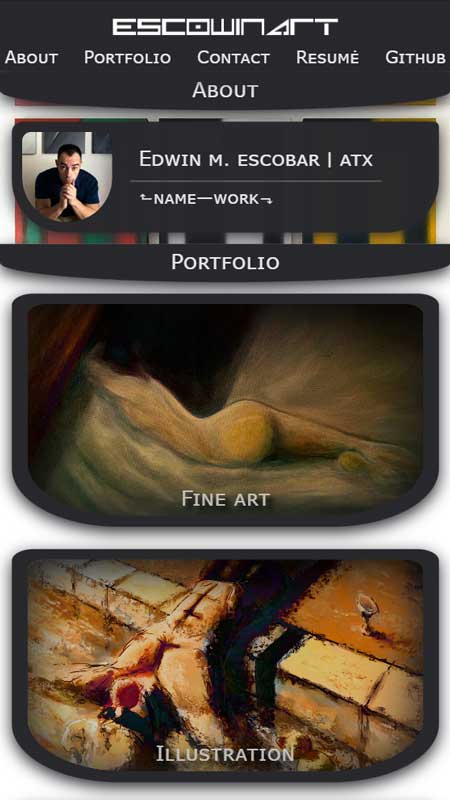 ESCOWINART
About Portfolio Contact Resumė Github
About
Edwin m. escobar | atx
⬑name—work⬎
Portfolio
Fine art
Illustration